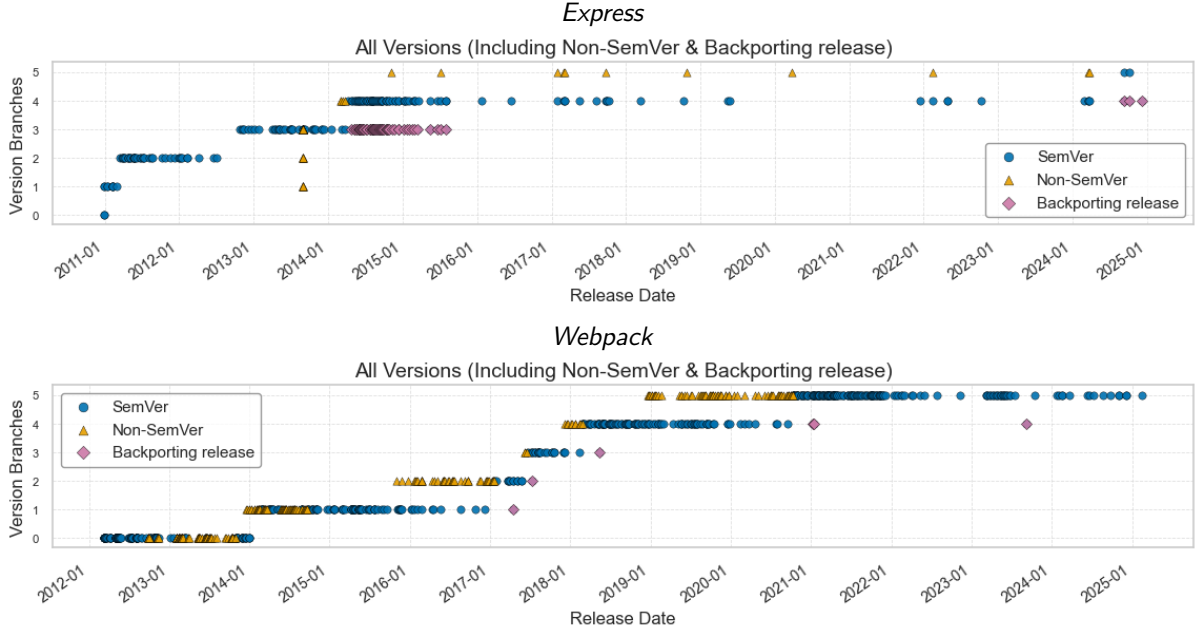 Express
All Versions (Including Non-SemVer & Backporting release)
Version Branches
5
4
3
2
1
0
SemVer
Non-SemVer
Backporting release
2011-01
2012-01
2013-01
2014-01
2015-01
2016-01
2017-01
2018-01
2019-01
2020-01
2021-01
2022-01
2023-01
2024-01
2025-01
Release Date
Webpack
All Versions (Including Non-SemVer & Backporting release)
Version Branches
5
4
3
2
1
0
SemVer
Non-SemVer
Backporting release
2012-01
2013-01
2014-01
2015-01
2016-01
2017-01
2018-01
2019-01
2020-01
2021-01
2022-01
2023-01
2024-01
2025-01
Release Date